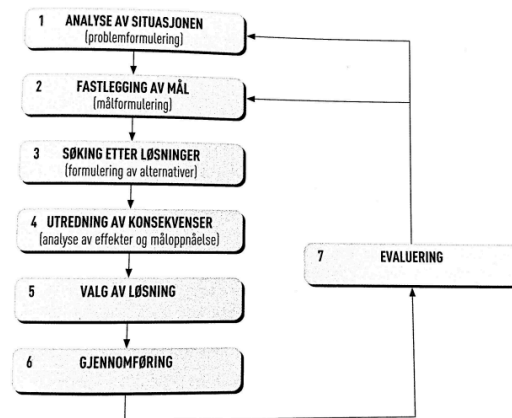 1 ANALYSE AV SITUASJONEN
(problemformulering)
2 FASTLEGGING AV MÅL
(målformulering)
3 SØKING ETTER LØSNINGER
(formulering av alternativer)
4 UTREDNING AV KONSEKVENSER
(analyse av effekter og måloppnåelse)
5 VALG AV LØSNING
6 GJENNOMFØRING
7 EVALUERING